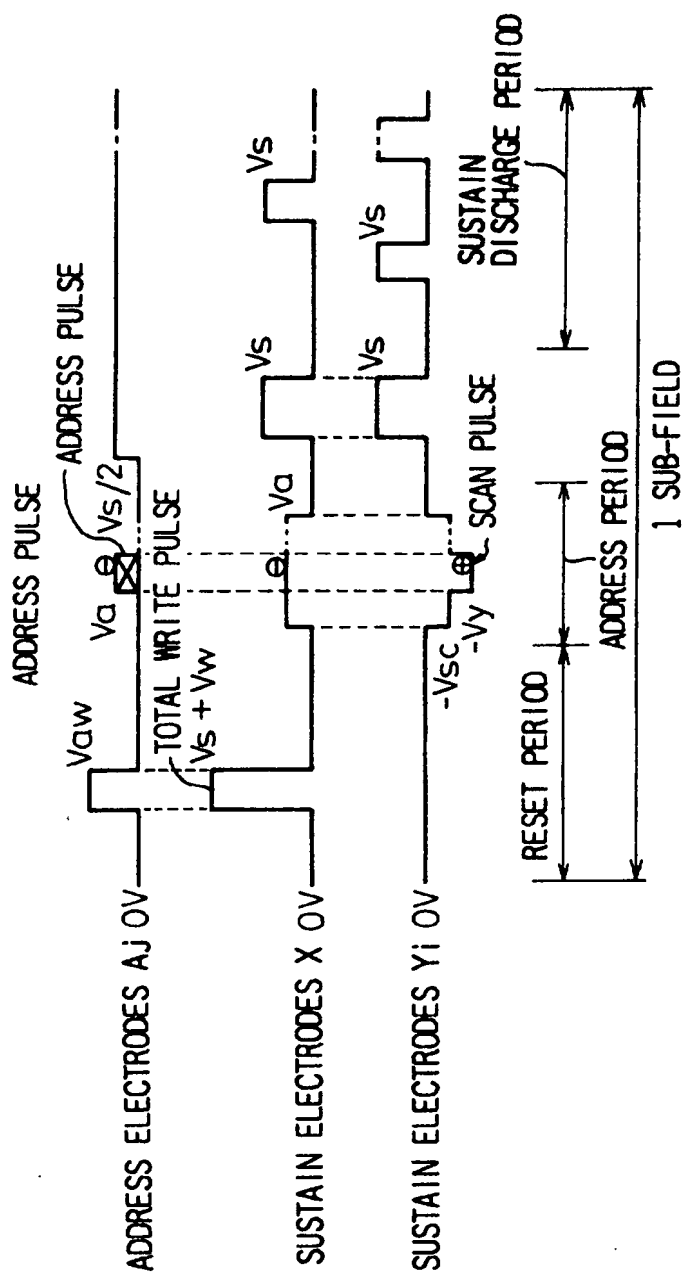 ADDRESS ELECTRODES Aj 0V
Vaw
Va
⊖
Vs/2
ADDRESS PULSE
ADDRESS PULSE
TOTAL WRITE PULSE
SUSTAIN ELECTRODES X 0V
Vs + Vw
⊖
Va
Vs
Vs
SUSTAIN ELECTRODES Yi 0V
-Vsc
-Vy
⊕
SCAN PULSE
Vs
Vs
RESET PERIOD
ADDRESS PERIOD
SUSTAIN
DISCHARGE PERIOD
1 SUB-FIELD